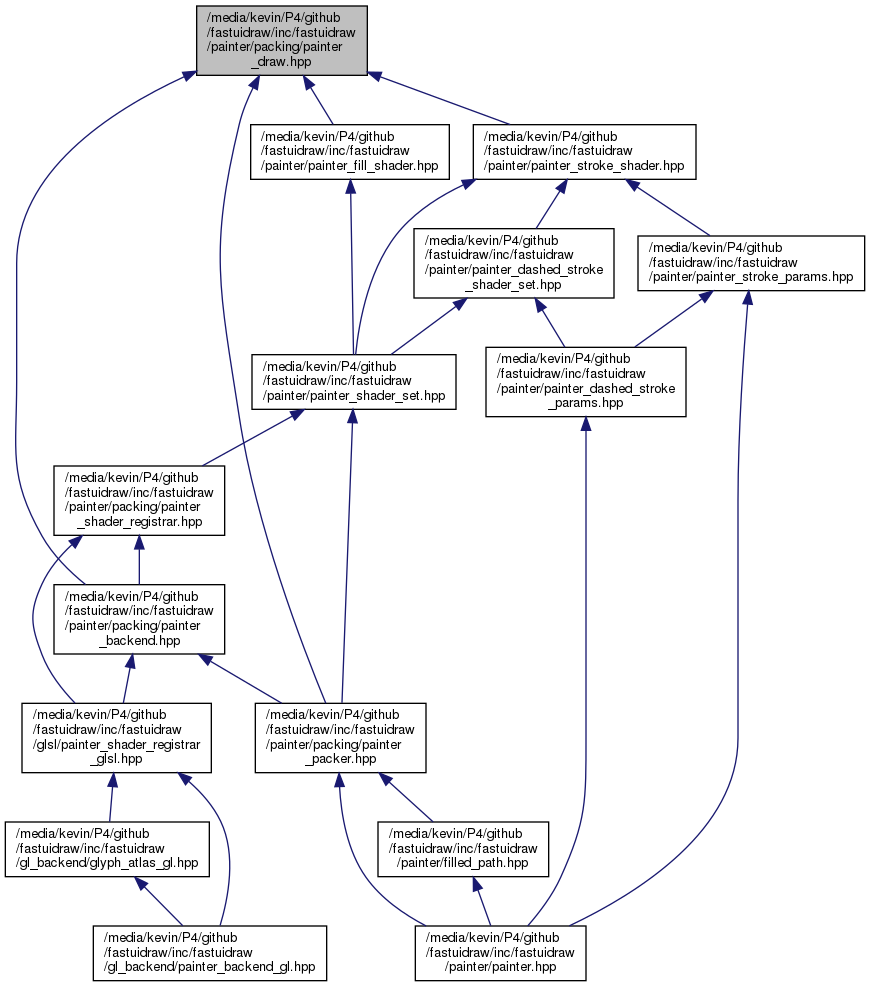 /media/kevin/P4/github
/fastuidraw/inc/fastuidraw
/painter/packing/painter
_draw.hpp
/media/kevin/P4/github
/fastuidraw/inc/fastuidraw
/painter/painter_fill_shader.hpp
/media/kevin/P4/github
/fastuidraw/inc/fastuidraw
/painter/painter_stroke_shader.hpp
/media/kevin/P4/github
/fastuidraw/inc/fastuidraw
/painter/painter_dashed_stroke
_shader_set.hpp
/media/kevin/P4/github
/fastuidraw/inc/fastuidraw
/painter/painter_stroke_params.hpp
/media/kevin/P4/github
/fastuidraw/inc/fastuidraw
/painter/painter_shader_set.hpp
/media/kevin/P4/github
/fastuidraw/inc/fastuidraw
/painter/painter_dashed_stroke
_params.hpp
/media/kevin/P4/github
/fastuidraw/inc/fastuidraw
/painter/packing/painter
_shader_registrar.hpp
/media/kevin/P4/github
/fastuidraw/inc/fastuidraw
/painter/packing/painter
_backend.hpp
/media/kevin/P4/github
/fastuidraw/inc/fastuidraw
/glsl/painter_shader_registrar
_glsl.hpp
/media/kevin/P4/github
/fastuidraw/inc/fastuidraw
/painter/packing/painter
_packer.hpp
/media/kevin/P4/github
/fastuidraw/inc/fastuidraw
/gl_backend/glyph_atlas_gl.hpp
/media/kevin/P4/github
/fastuidraw/inc/fastuidraw
/painter/filled_path.hpp
/media/kevin/P4/github
/fastuidraw/inc/fastuidraw
/gl_backend/painter_backend_gl.hpp
/media/kevin/P4/github
/fastuidraw/inc/fastuidraw
/painter/painter.hpp